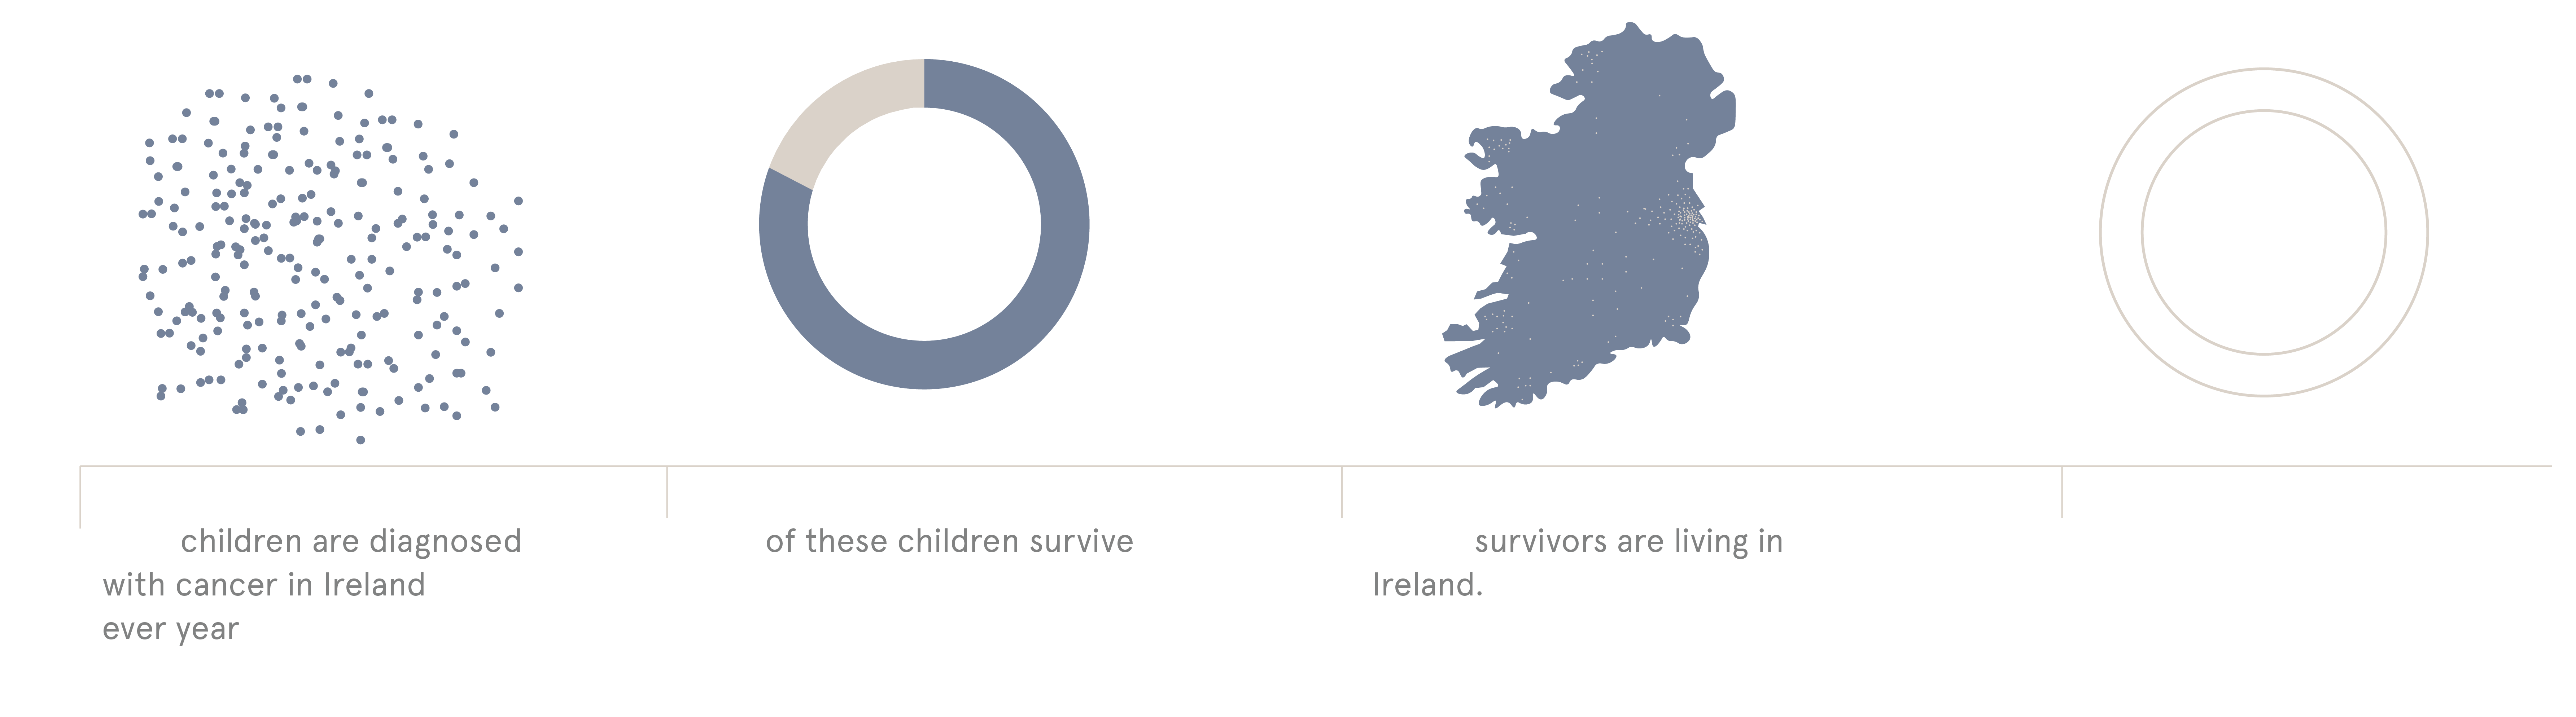 children are diagnosed
with cancer in Ireland
ever year
of these children survive
survivors are living in
Ireland.